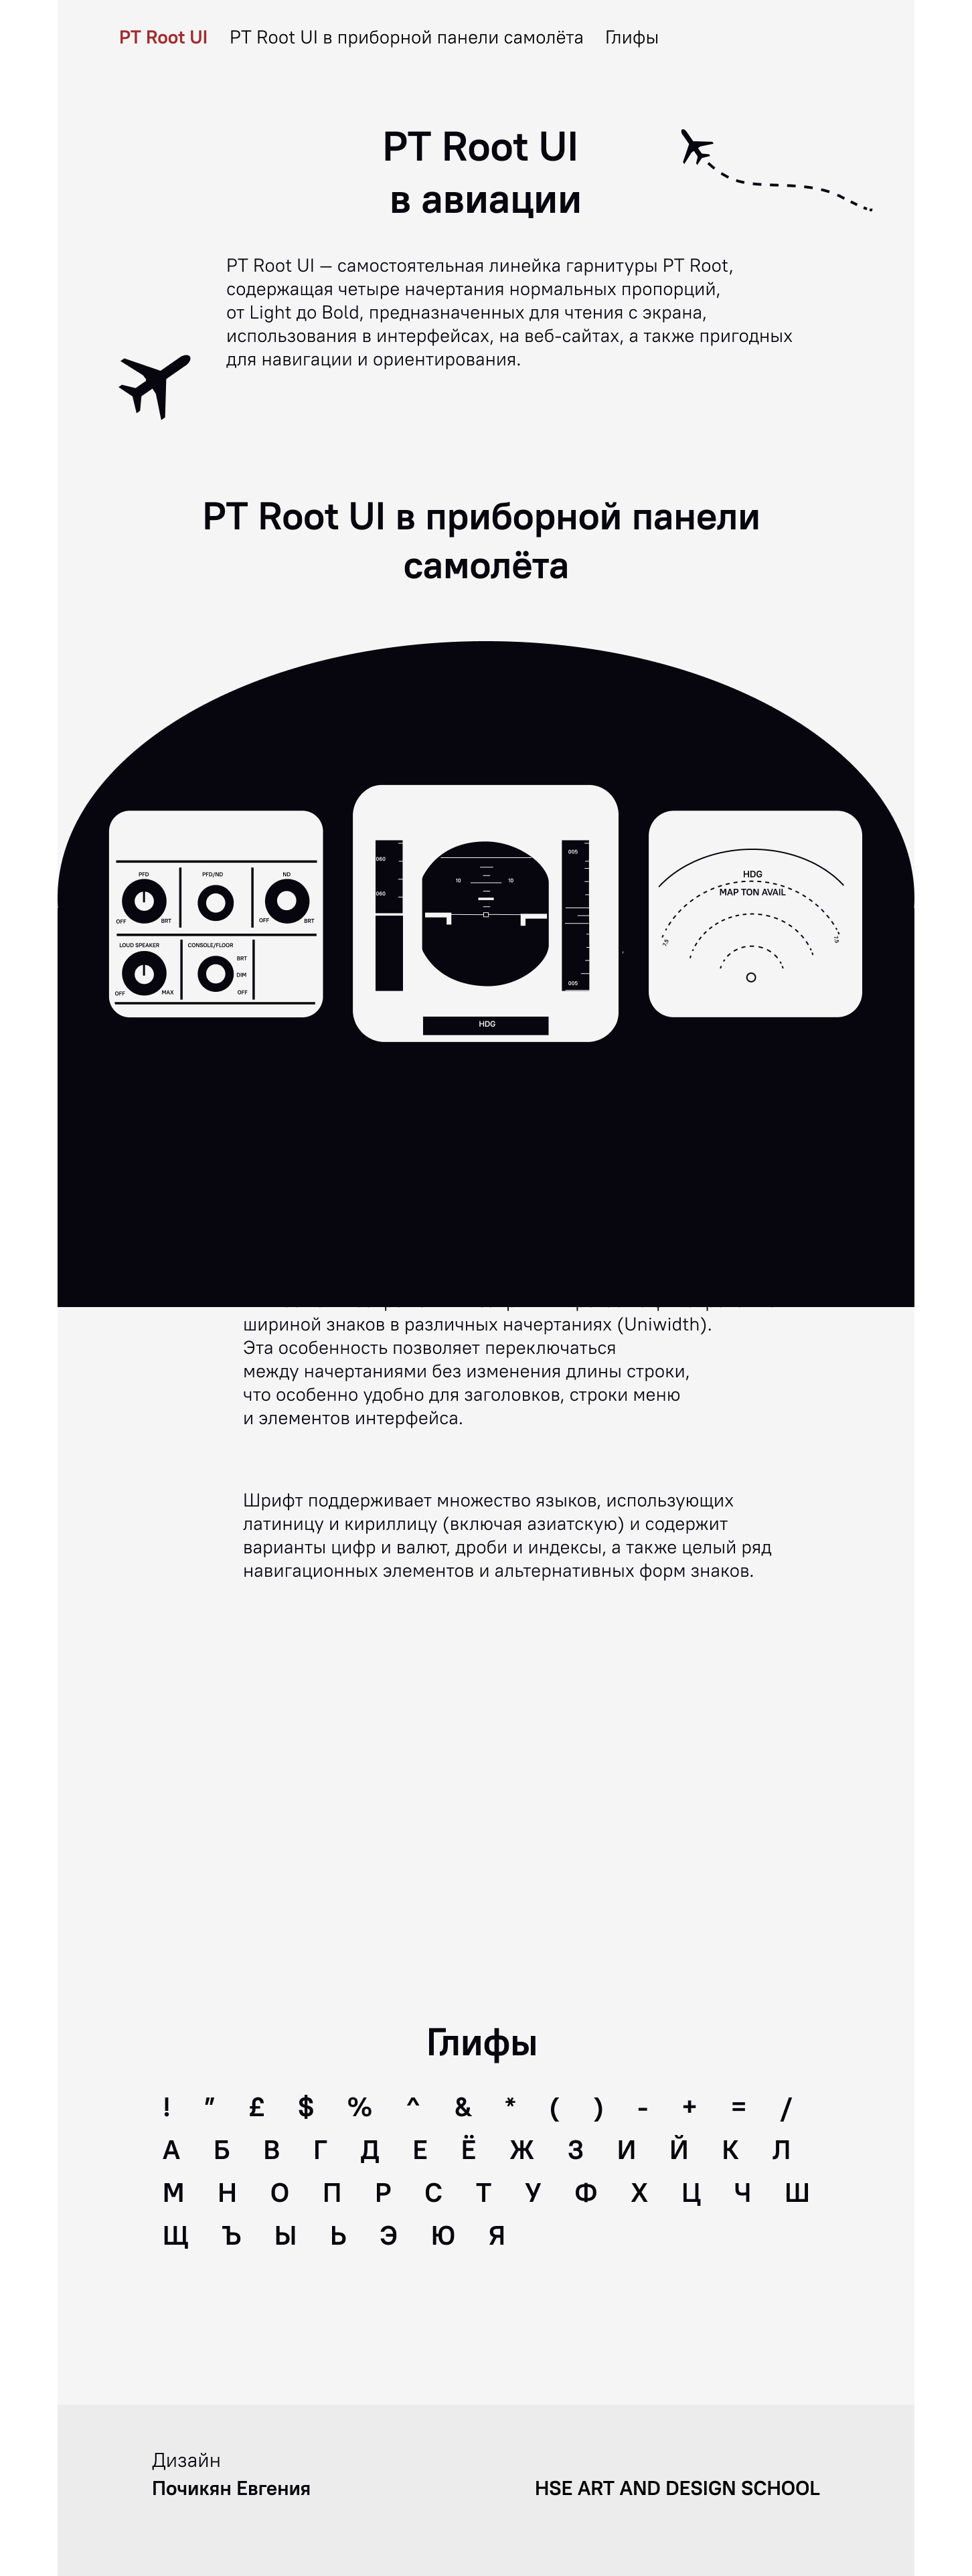 PT Root UI PT Root UI в приборной панели самолёта Глифы
PT Root UI
в авиации
PT Root UI – самостоятельная линейка гарнитуры PT Root,
содержащая четыре начертания нормальных пропорций,
от Light до Bold, предназначенных для чтения с экрана,
использования в интерфейсах, на веб-сайтах, а также пригодных
для навигации и ориентирования.
PT Root UI в приборной панели
самолёта
PFD PFD/ND ND
OFF BRT OFF BRT
LOUD SPEAKER CONSOLE/FLOOR
BRT
DIM
OFF MAX OFF
060 005
10 10
060
005
HDG
HDG
MAP TON AVAIL
7,5 7,5
шириной знаков в различных начертаниях (Uniwidth).
Эта особенность позволяет переключаться
между начертаниями без изменения длины строки,
что особенно удобно для заголовков, строки меню
и элементов интерфейса.
Шрифт поддерживает множество языков, использующих
латиницу и кириллицу (включая азиатскую) и содержит
варианты цифр и валют, дроби и индексы, а также целый ряд
навигационных элементов и альтернативных форм знаков.
Глифы
! ” £ $ % ^ & * ( ) - + = /
А Б В Г Д Е Ё Ж З И Й К Л
М Н О П Р С Т У Ф Х Ц Ч Ш
Щ Ъ Ы Ь Э Ю Я
Дизайн
Почикян Евгения HSE ART AND DESIGN SCHOOL